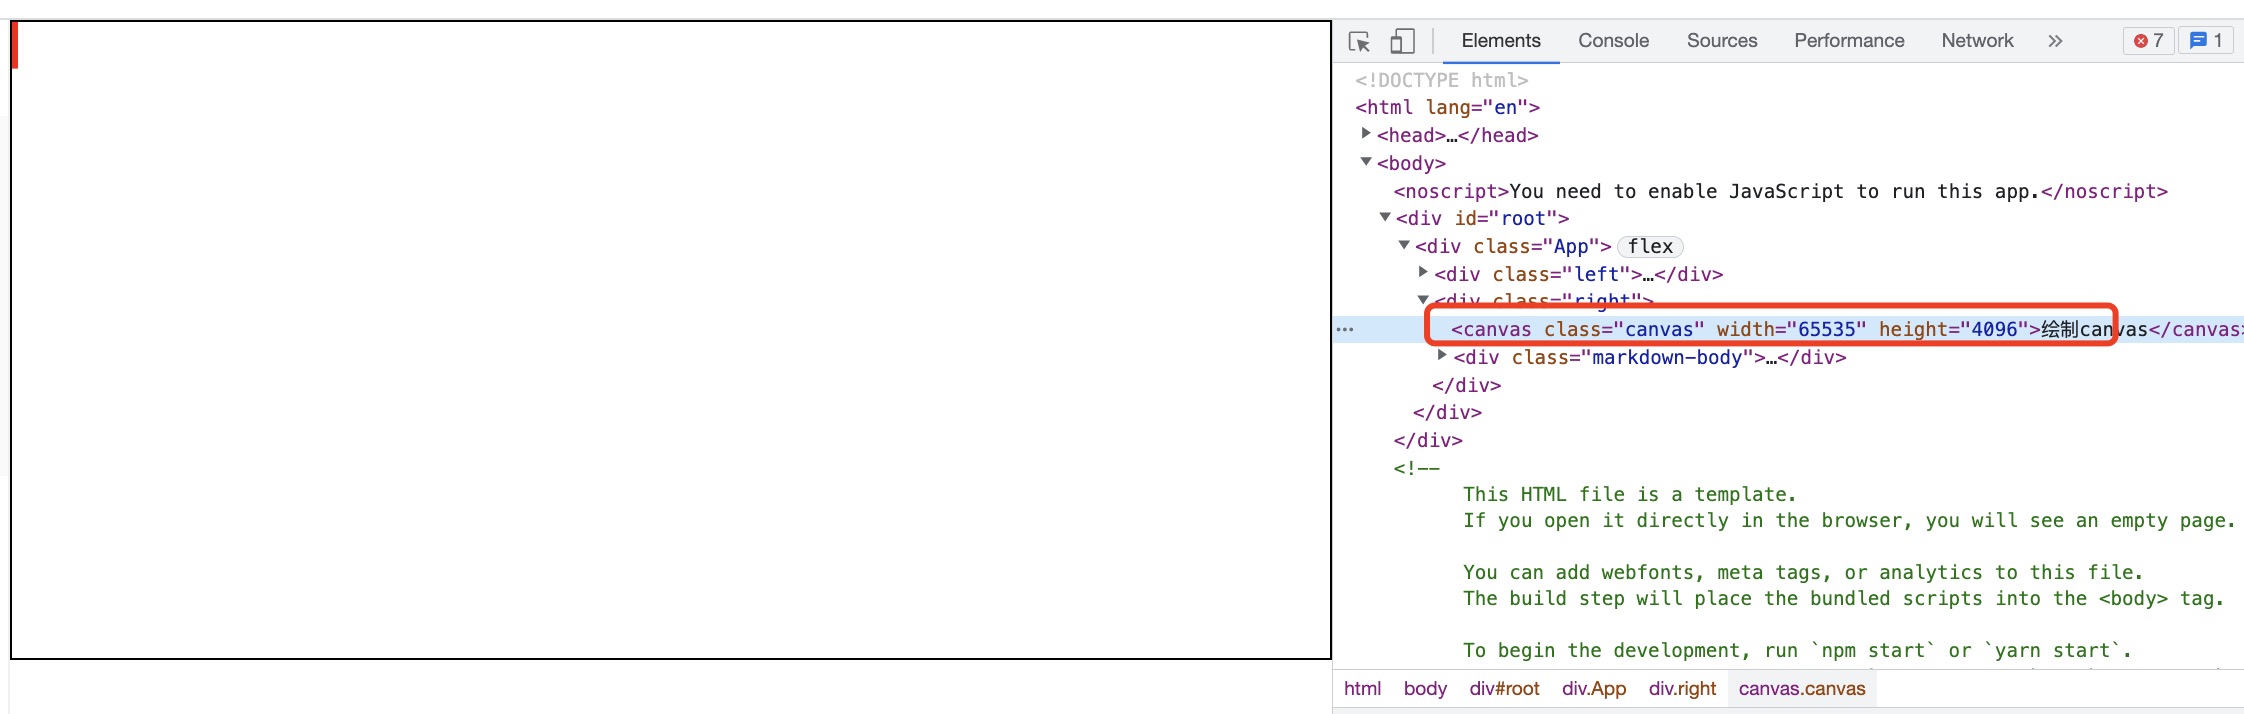 Elements Console Sources Performance Network » 7 1
<!DOCTYPE html>
<html lang="en">
<head>…</head>
<body>
<noscript>You need to enable JavaScript to run this app.</noscript>
<div id="root">
<div class="App"> flex
<div class="left">…</div>
<div class="right">
<canvas class="canvas" width="65535" height="4096">绘制canvas</canvas>
<div class="markdown-body">…</div>
</div>
</div>
</div>
<!--
This HTML file is a template.
If you open it directly in the browser, you will see an empty page.
You can add webfonts, meta tags, or analytics to this file.
The build step will place the bundled scripts into the <body> tag.
To begin the development, run `npm start` or `yarn start`.
html body div#root div.App div.right canvas.canvas